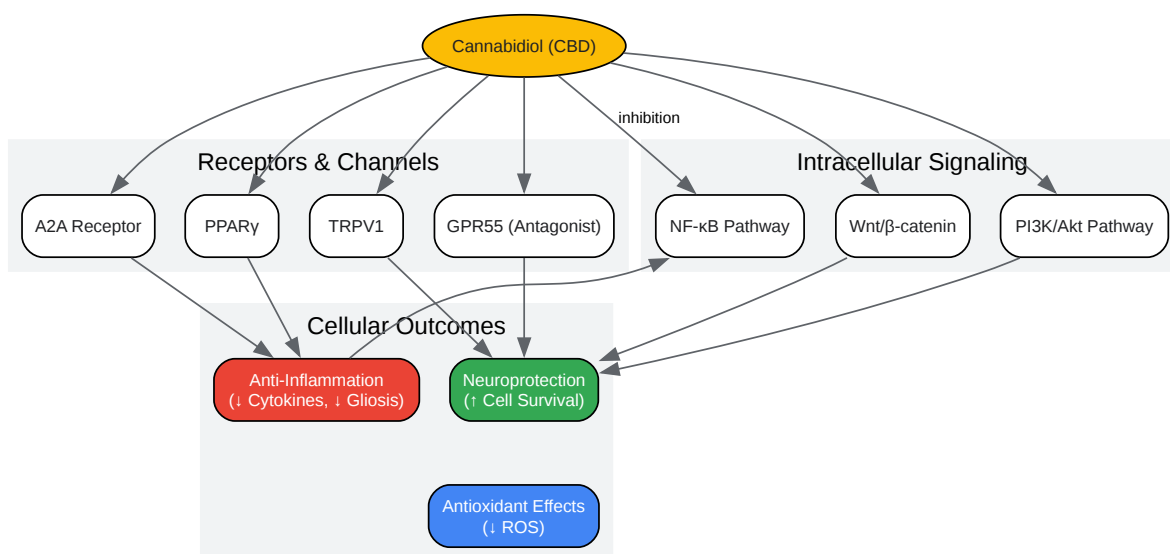 Cannabidiol (CBD)
inhibition
Receptors & Channels
Intracellular Signaling
A2A Receptor
PPARγ
TRPV1
GPR55 (Antagonist)
NF-κB Pathway
Wnt/β-catenin
PI3K/Akt Pathway
Cellular Outcomes
Anti-Inflammation
(↓ Cytokines, ↓ Gliosis)
Neuroprotection
(↑ Cell Survival)
Antioxidant Effects
(↓ ROS)